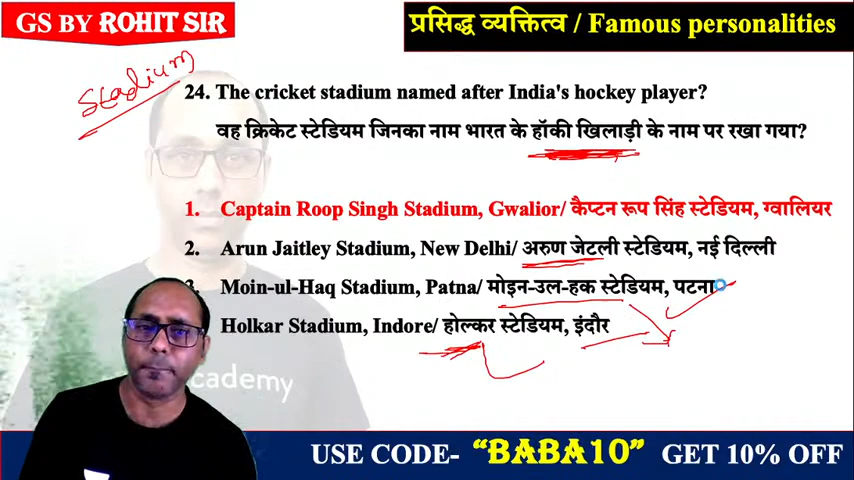 GS BY ROHIT SIR
प्रसिद्ध व्यक्तित्व / Famous personalities
Stadium
24. The cricket stadium named after India's hockey player?
वह क्रिकेट स्टेडियम जिनका नाम भारत के हॉकी खिलाड़ी के नाम पर रखा गया?
1. Captain Roop Singh Stadium, Gwalior/ कैप्टन रूप सिंह स्टेडियम, ग्वालियर
2. Arun Jaitley Stadium, New Delhi/ अरुण जेटली स्टेडियम, नई दिल्ली
3. Moin-ul-Haq Stadium, Patna/ मोइन-उल-हक स्टेडियम, पटना
Holkar Stadium, Indore/ होल्कर स्टेडियम, इंदौर
cademy
USE CODE- “BABA10” GET 10% OFF